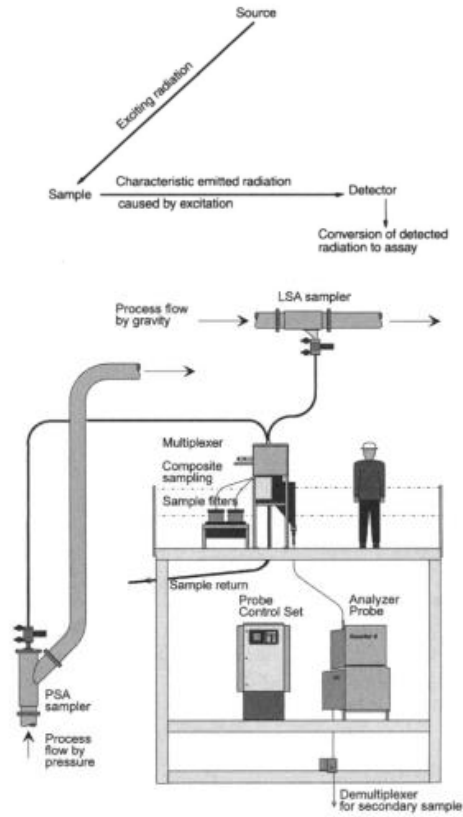 Source
Exciting radiation
Sample
Characteristic emitted radiation
caused by excitation
Detector
Conversion of detected
radiation to assay
LSA sampler
Process flow
by gravity
Multiplexer
Composite
sampling
Sample filters
Sample return
Probe
Control Set
Analyzer
Probe
PSA
sampler
Process
flow by
pressure
Demultiplexer
for secondary sample